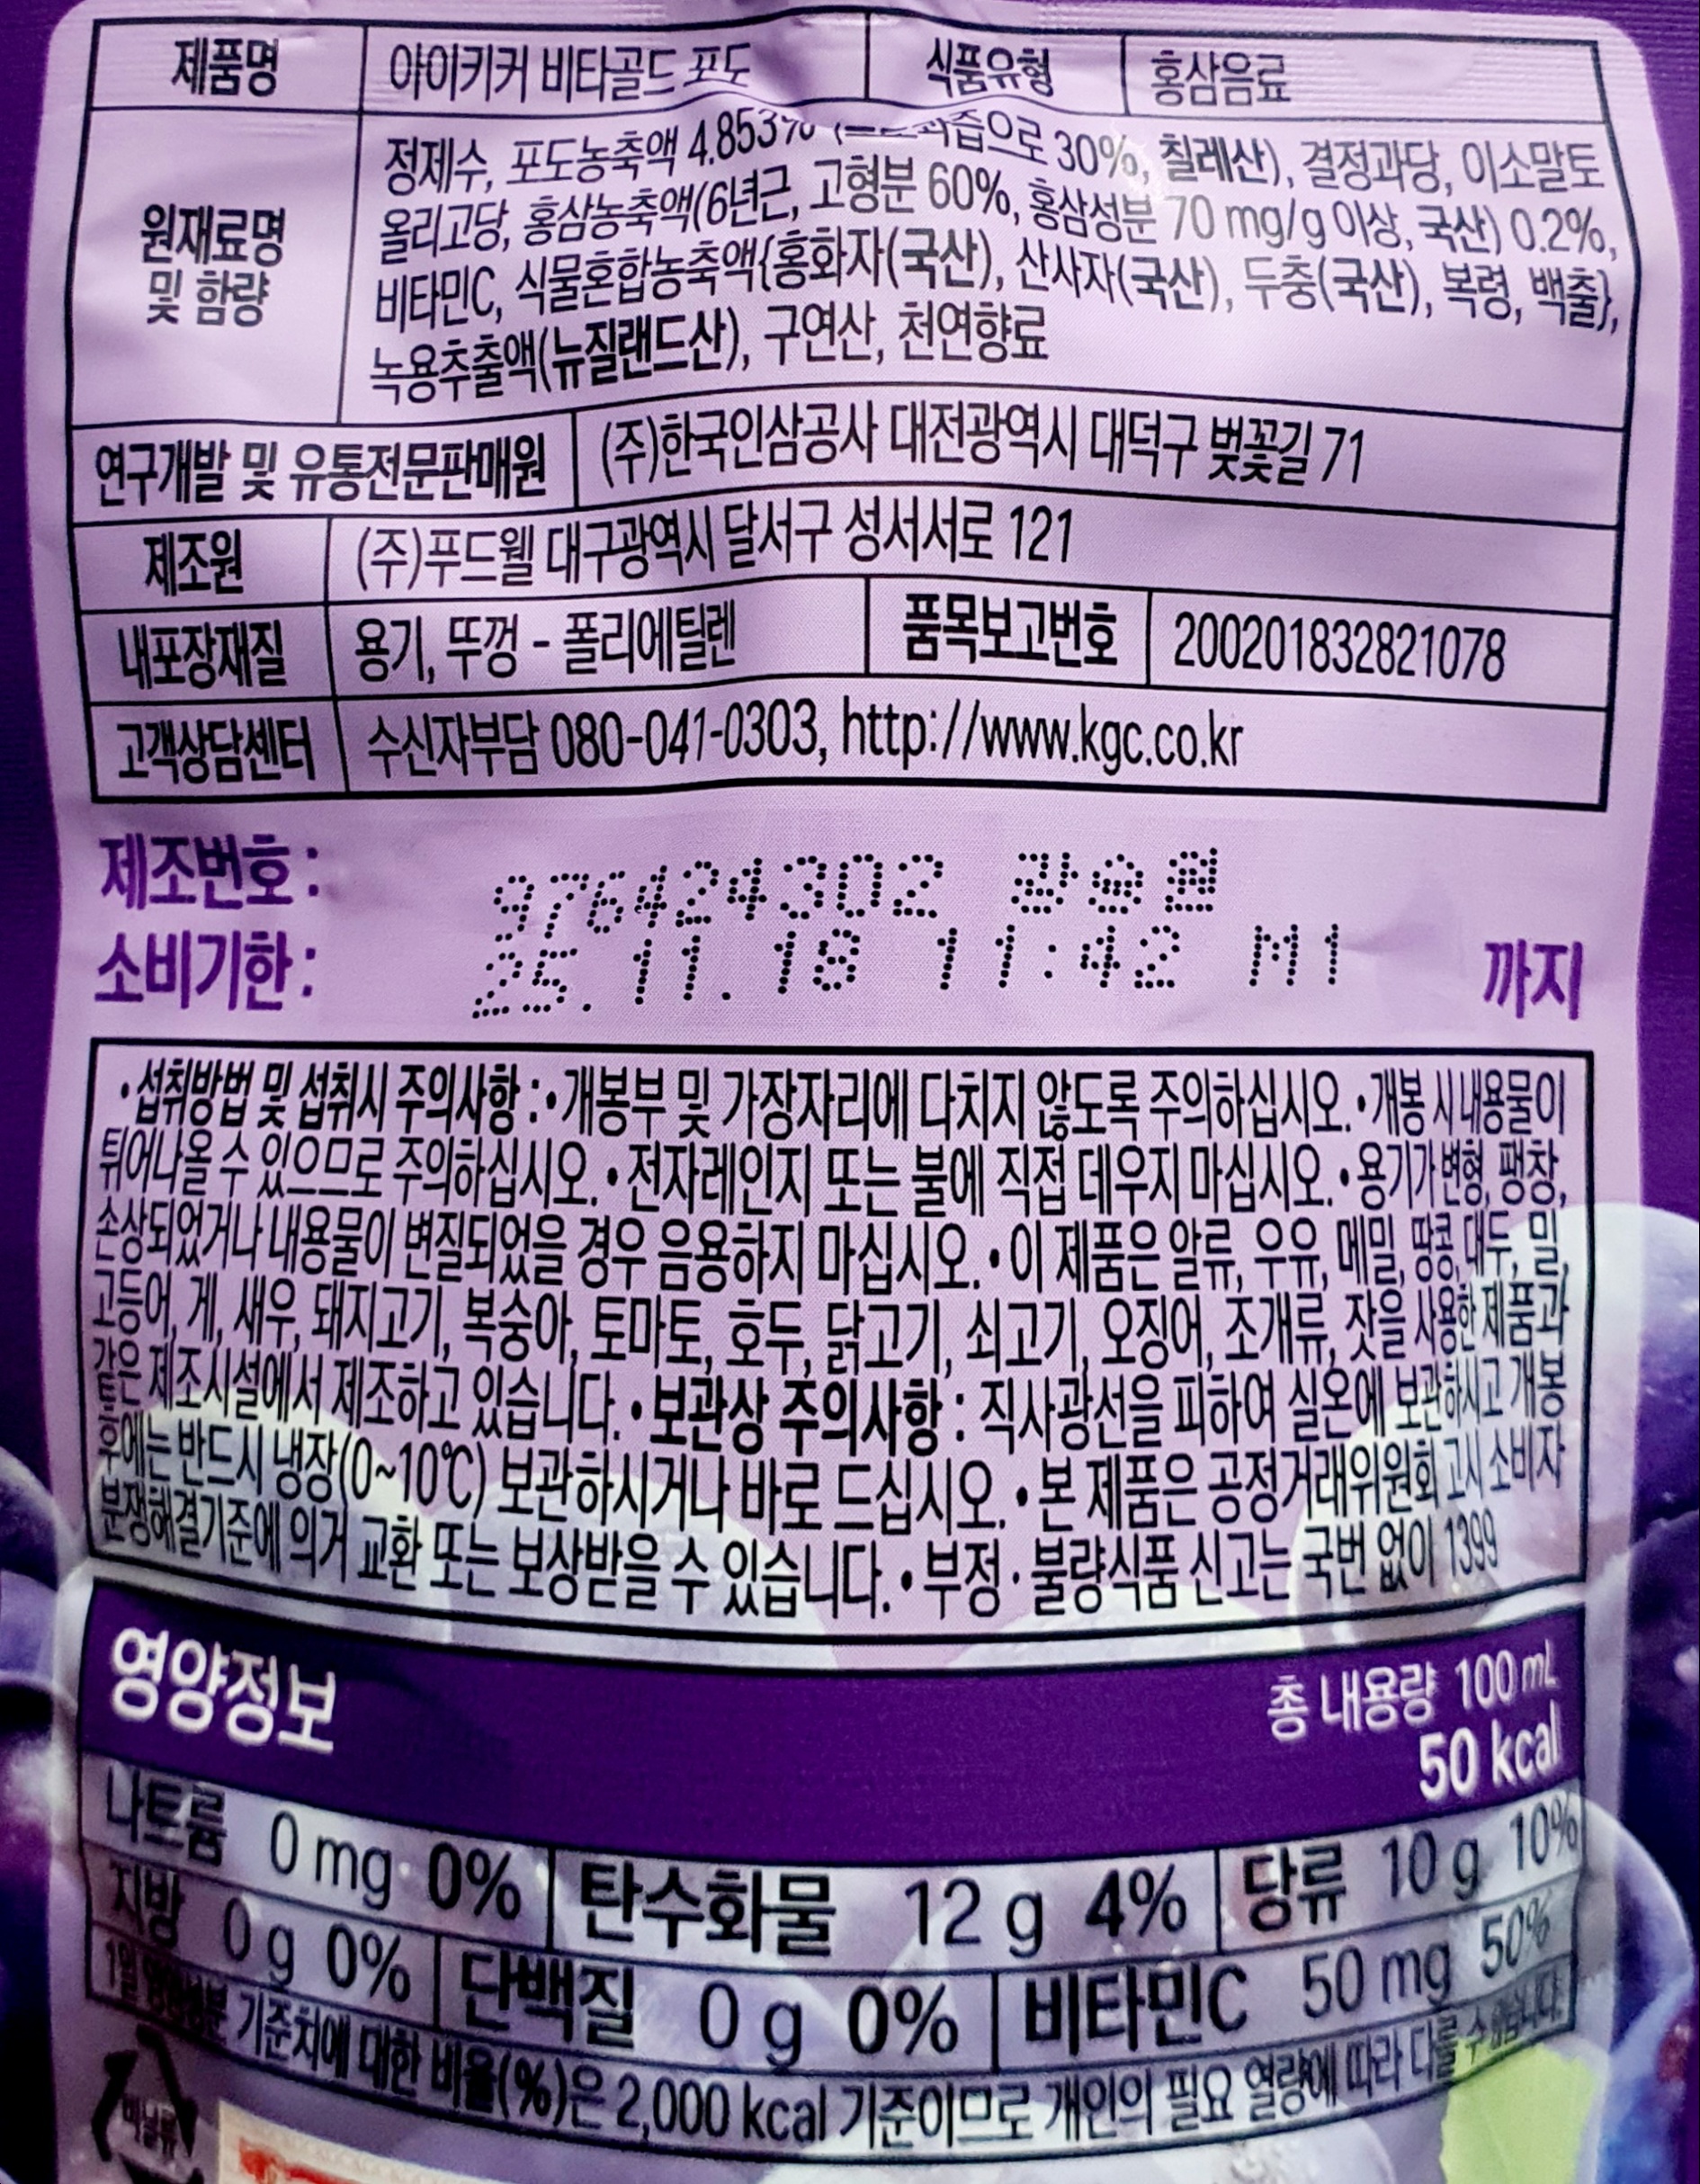 제품명 아이키커 비타골드 포도 식품유형 홍삼음료
원재료명 및 함량
정제수, 포도농축액 4.853% 30%, 칠레산), 결정과당, 이소말토
올리고당, 홍삼농축액(6년근, 고형분 60%, 홍삼성분 70 mg/g 이상, 국산) 0.2%,
비타민C, 식물혼합농축액{홍화자(국산), 산사자(국산), 두충(국산), 복령, 백출},
녹용추출액(뉴질랜드산), 구연산, 천연향료
연구개발 및 유통전문판매원 (주)한국인삼공사 대전광역시 대덕구 벚꽃길 71
제조원 (주)푸드웰 대구광역시 달서구 성서서로 121
내포장재질 용기, 뚜껑 - 폴리에틸렌 품목보고번호 200201832821078
고객상담센터 수신자부담 080-041-0303, http://www.kgc.co.kr
제조번호 : 976424302
소비기한 : 25.11.18 11:42 M1 까지
• 섭취방법 및 섭취시 주의사항 : • 개봉부 및 가장자리에 다치지 않도록 주의하십시오. • 개봉 시 내용물이
튀어나올 수 있으므로 주의하십시오. • 전자레인지 또는 불에 직접 데우지 마십시오. • 용기가 변형, 팽창,
손상되었거나 내용물이 변질되었을 경우 음용하지 마십시오. • 이 제품은 알류, 우유, 메밀, 땅콩, 대두, 밀,
고등어, 게, 새우, 돼지고기, 복숭아, 토마토, 호두, 닭고기, 쇠고기, 오징어, 조개류, 잣을 사용한 제품과
같은 제조시설에서 제조하고 있습니다. • 보관상 주의사항 : 직사광선을 피하여 실온에 보관하시고 개봉
후에는 반드시 냉장(0~10℃) 보관하시거나 바로 드십시오. • 본 제품은 공정거래위원회 고시 소비자
분쟁해결기준에 의거 교환 또는 보상받을 수 있습니다. • 부정 · 불량식품 신고는 국번 없이 1399
영양정보 총 내용량 100 mL
50 kcal
나트륨 0 mg 0% 탄수화물 12 g 4% 당류 10 g 10%
지방 0 g 0% 단백질 0 g 0% 비타민C 50 mg 50%
1일 영양성분 기준치에 대한 비율(%)은 2,000 kcal 기준이므로 개인의 필요 열량에 따라 다를 수 있습니다.
비닐류